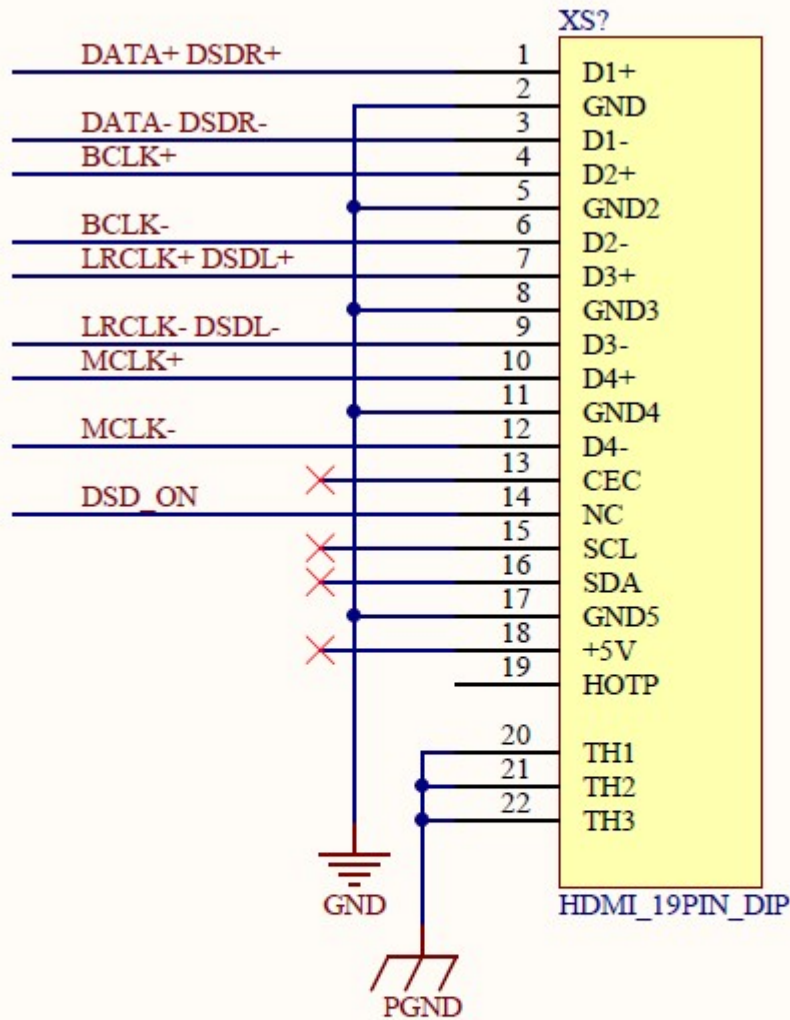 XS?
DATA+ DSDR+ 1 D1+
2 GND
DATA- DSDR- 3 D1-
BCLK+ 4 D2+
5 GND2
BCLK- 6 D2-
LRCLK+ DSDL+ 7 D3+
8 GND3
LRCLK- DSDL- 9 D3-
MCLK+ 10 D4+
11 GND4
MCLK- 12 D4-
13 CEC
DSD_ON 14 NC
15 SCL
16 SDA
17 GND5
18 +5V
19 HOTP
20 TH1
21 TH2
22 TH3
GND HDMI_19PIN_DIP
PGND